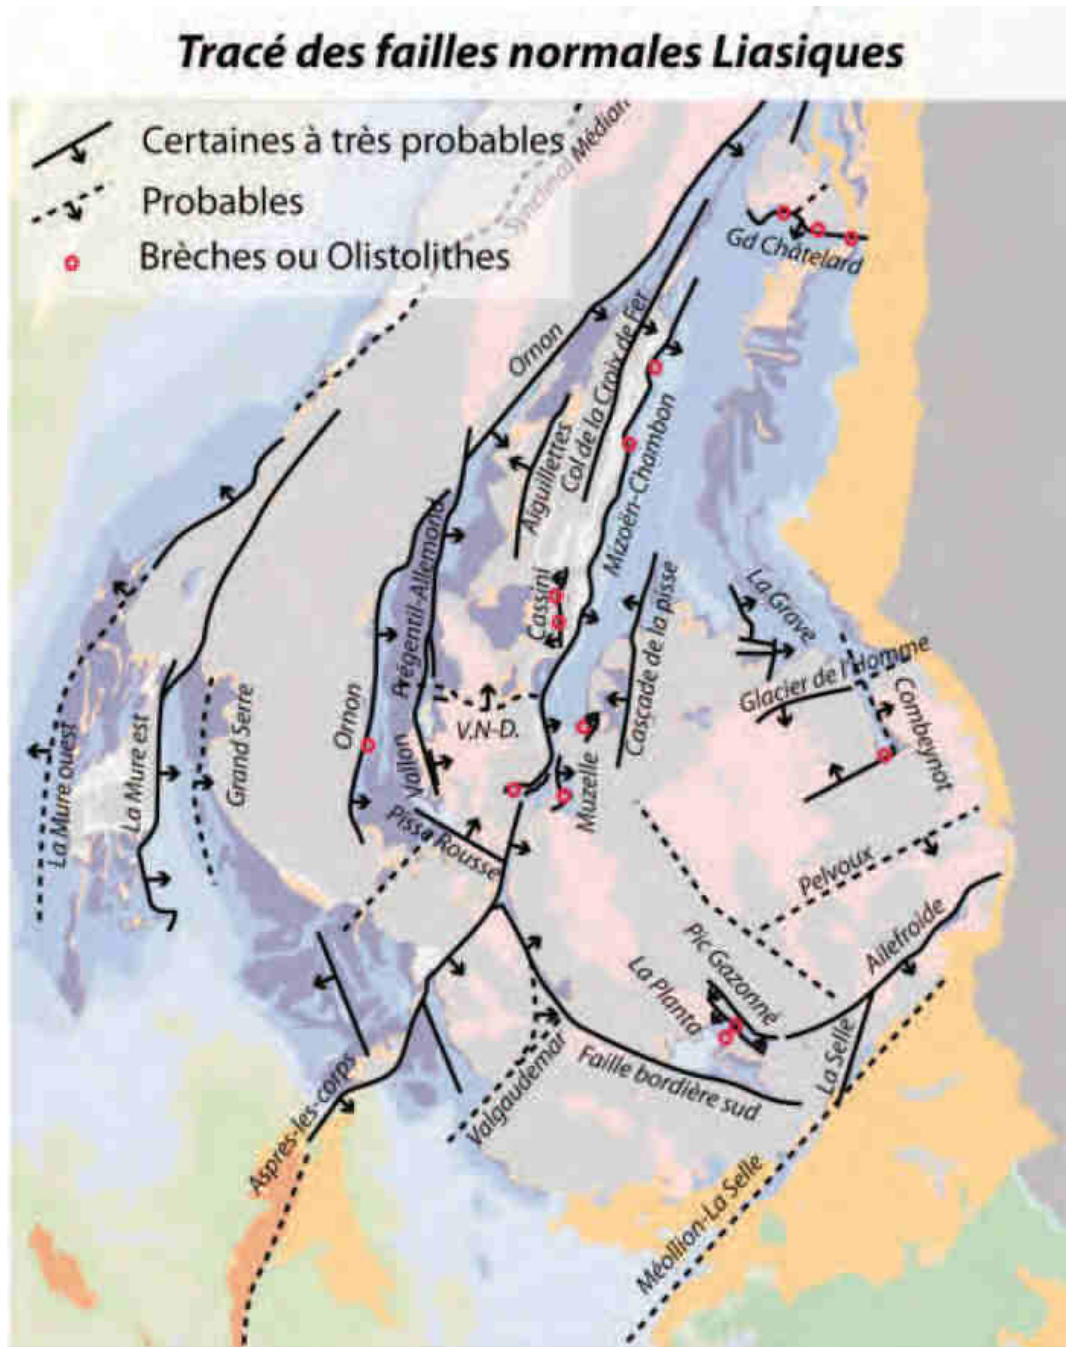 Tracé des failles normales Liasiques
Certaines à très probables
Probables
Brèches ou Olistolithes
Synclinal Médian
Gd Châtelard
Ornon
Col de la Croix de Fer
Aiguillettes
Mizoën-Chambon
Frégentil-Allemond
Cassini
La Grave
Cascade de la pisse
Glacier de l'Homme
Combeynot
La Mure ouest
La Mure est
Grand Serre
Ornon
Vallon
V.N-D.
Muzelle
Pissa Rousse
Pelvoux
Ailefroide
Pic Gazonné
La Planta
La Selle
Faille bordière sud
Valgaudemar
Aspres-les-corps
Méollion-La Selle